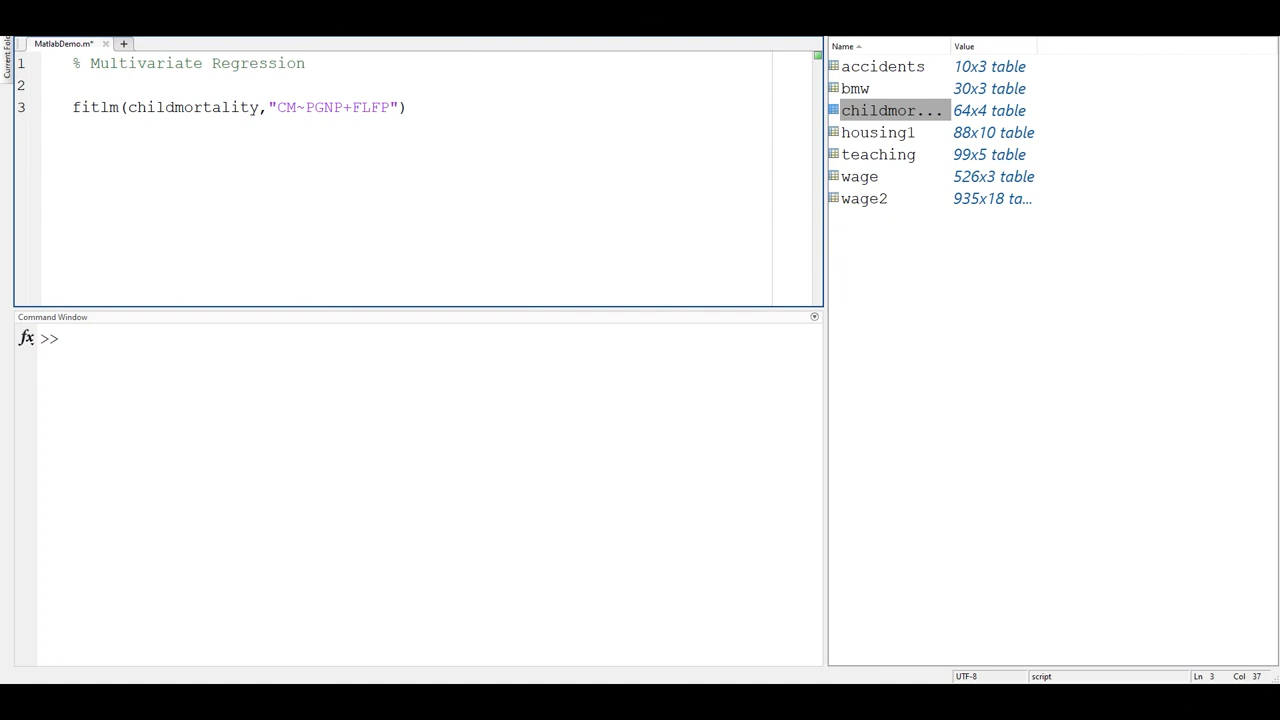 Current Fold
MatlabDemo.m* × +
1 % Multivariate Regression
2
3 fitlm(childmortality,"CM~PGNP+FLFP")
Command Window
fx >>
Name Value
accidents 10x3 table
bmw 30x3 table
childmor... 64x4 table
housing1 88x10 table
teaching 99x5 table
wage 526x3 table
wage2 935x18 ta...
UTF-8 script Ln 3 Col 37